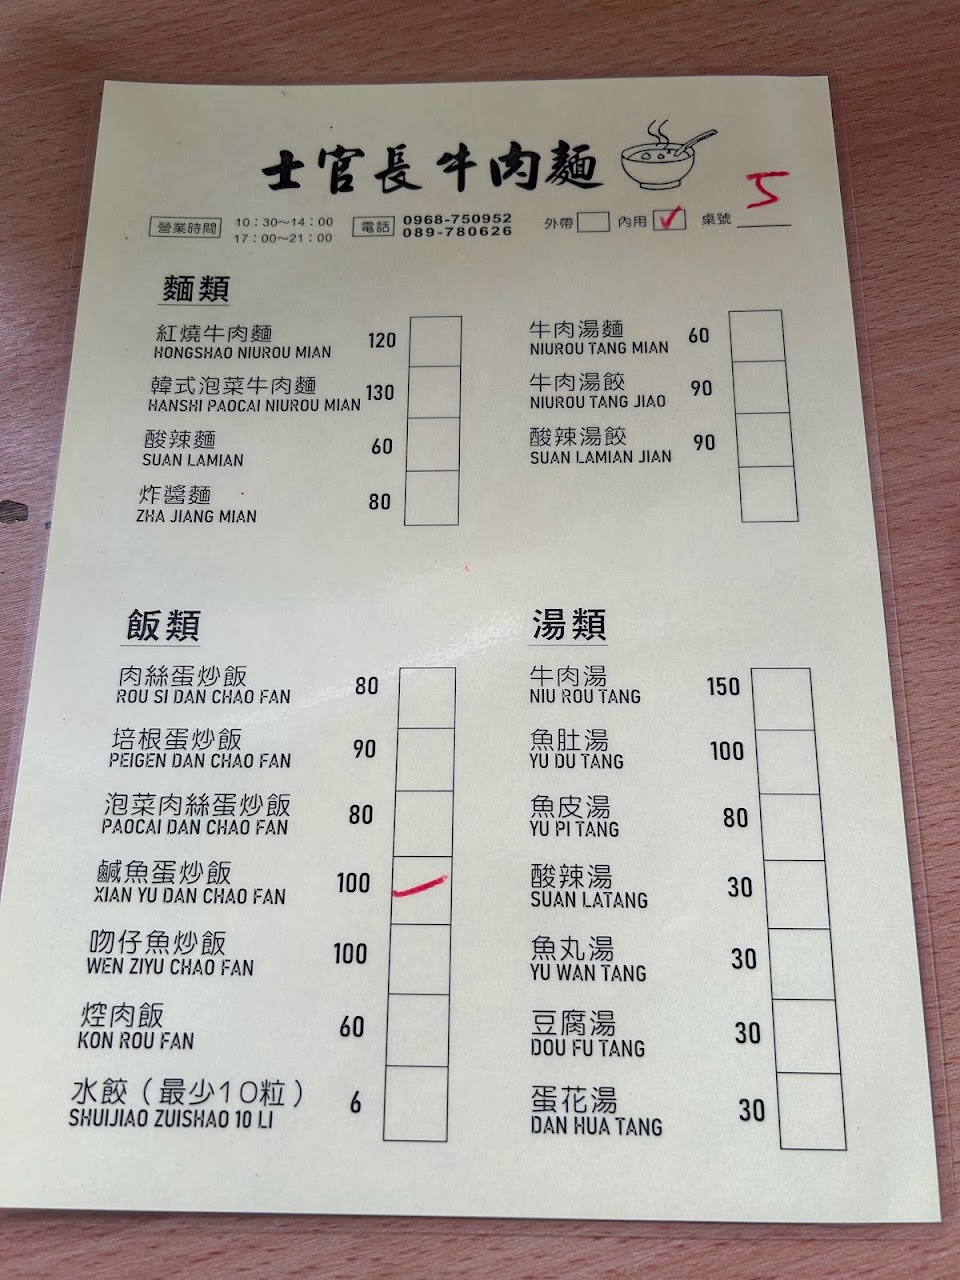 士官長牛肉麵
營業時間 10:30～14:00 17:00～21:00 電話 0968-750952 089-780626 外帶 內用 ✓ 桌號 5
麵類
紅燒牛肉麵 120
HONGSHAO NIUROU MIAN
韓式泡菜牛肉麵 130
HANSHI PAOCAI NIUROU MIAN
酸辣麵 60
SUAN LAMIAN
炸醬麵 80
ZHA JIANG MIAN
牛肉湯麵 60
NIUROU TANG MIAN
牛肉湯餃 90
NIUROU TANG JIAO
酸辣湯餃 90
SUAN LAMIAN JIAN
飯類
肉絲蛋炒飯 80
ROU SI DAN CHAO FAN
培根蛋炒飯 90
PEIGEN DAN CHAO FAN
泡菜肉絲蛋炒飯 80
PAOCAI DAN CHAO FAN
鹹魚蛋炒飯 100
XIAN YU DAN CHAO FAN
吻仔魚炒飯 100
WEN ZIYU CHAO FAN
焢肉飯 60
KON ROU FAN
水餃（最少10粒） 6
SHUIJIAO ZUISHAO 10 LI
湯類
牛肉湯 150
NIU ROU TANG
魚肚湯 100
YU DU TANG
魚皮湯 80
YU PI TANG
酸辣湯 30
SUAN LATANG
魚丸湯 30
YU WAN TANG
豆腐湯 30
DOU FU TANG
蛋花湯 30
DAN HUA TANG